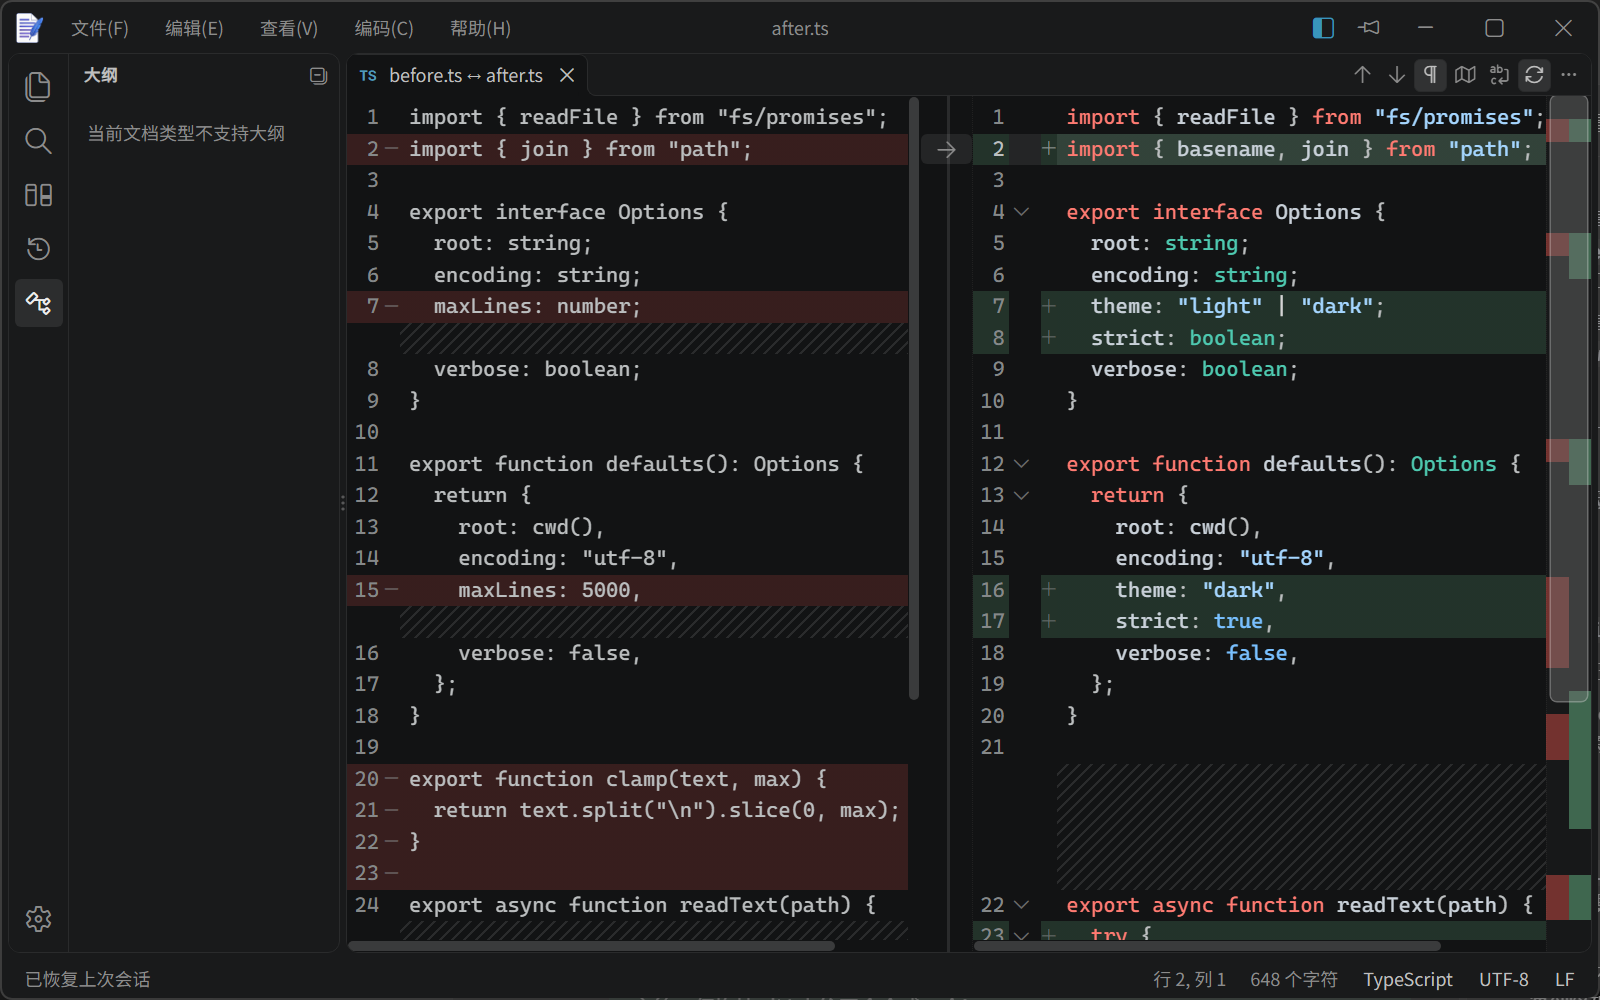 文件(F) 编辑(E) 查看(V) 编码(C) 帮助(H) after.ts
大纲
当前文档类型不支持大纲
TS before.ts↔after.ts
1 import { readFile } from "fs/promises";
2 — import { join } from "path";
3
4 export interface Options {
5 root: string;
6 encoding: string;
7 — maxLines: number;
8 verbose: boolean;
9 }
10
11 export function defaults(): Options {
12 return {
13 root: cwd(),
14 encoding: "utf-8",
15 — maxLines: 5000,
16 verbose: false,
17 };
18 }
19
20 — export function clamp(text, max) {
21 — return text.split("\n").slice(0, max);
22 — }
23 —
24 export async function readText(path) {
1 import { readFile } from "fs/promises";
2 + import { basename, join } from "path";
3
4 export interface Options {
5 root: string;
6 encoding: string;
7 + theme: "light" | "dark";
8 + strict: boolean;
9 verbose: boolean;
10 }
11
12 export function defaults(): Options {
13 return {
14 root: cwd(),
15 encoding: "utf-8",
16 + theme: "dark",
17 + strict: true,
18 verbose: false,
19 };
20 }
21
22 export async function readText(path) {
23 + try {
已恢复上次会话 行 2, 列 1 648 个字符 TypeScript UTF-8 LF